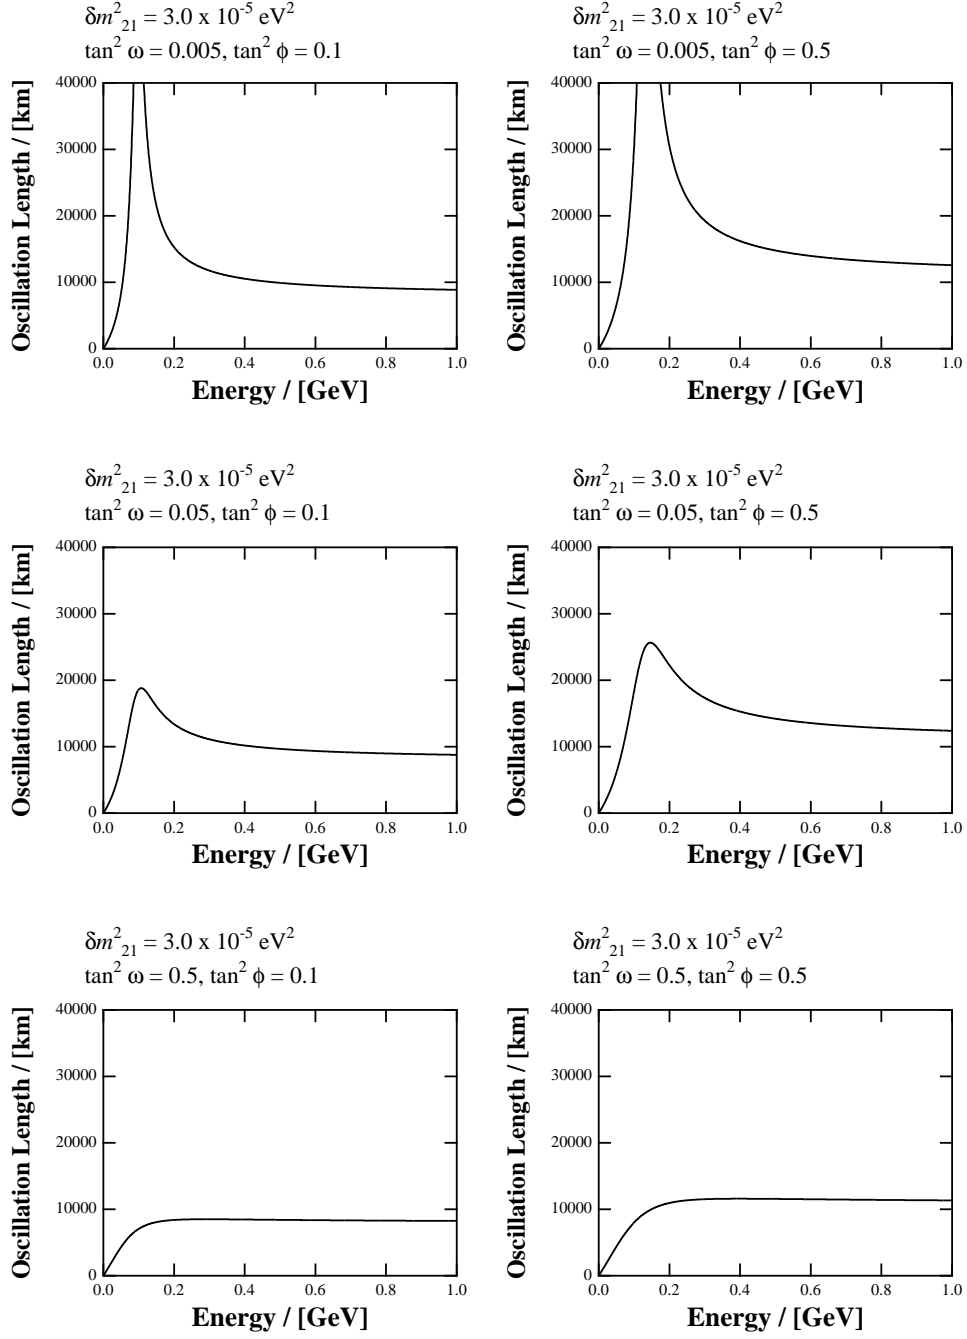 δm²₂₁ = 3.0 x 10⁻⁵ eV²
tan² ω = 0.005, tan² ϕ = 0.1
Oscillation Length / [km]
40000
30000
20000
10000
0
0.0 0.2 0.4 0.6 0.8 1.0
Energy / [GeV]
δm²₂₁ = 3.0 x 10⁻⁵ eV²
tan² ω = 0.005, tan² ϕ = 0.5
Oscillation Length / [km]
40000
30000
20000
10000
0
0.0 0.2 0.4 0.6 0.8 1.0
Energy / [GeV]
δm²₂₁ = 3.0 x 10⁻⁵ eV²
tan² ω = 0.05, tan² ϕ = 0.1
Oscillation Length / [km]
40000
30000
20000
10000
0
0.0 0.2 0.4 0.6 0.8 1.0
Energy / [GeV]
δm²₂₁ = 3.0 x 10⁻⁵ eV²
tan² ω = 0.05, tan² ϕ = 0.5
Oscillation Length / [km]
40000
30000
20000
10000
0
0.0 0.2 0.4 0.6 0.8 1.0
Energy / [GeV]
δm²₂₁ = 3.0 x 10⁻⁵ eV²
tan² ω = 0.5, tan² ϕ = 0.1
Oscillation Length / [km]
40000
30000
20000
10000
0
0.0 0.2 0.4 0.6 0.8 1.0
Energy / [GeV]
δm²₂₁ = 3.0 x 10⁻⁵ eV²
tan² ω = 0.5, tan² ϕ = 0.5
Oscillation Length / [km]
40000
30000
20000
10000
0
0.0 0.2 0.4 0.6 0.8 1.0
Energy / [GeV]